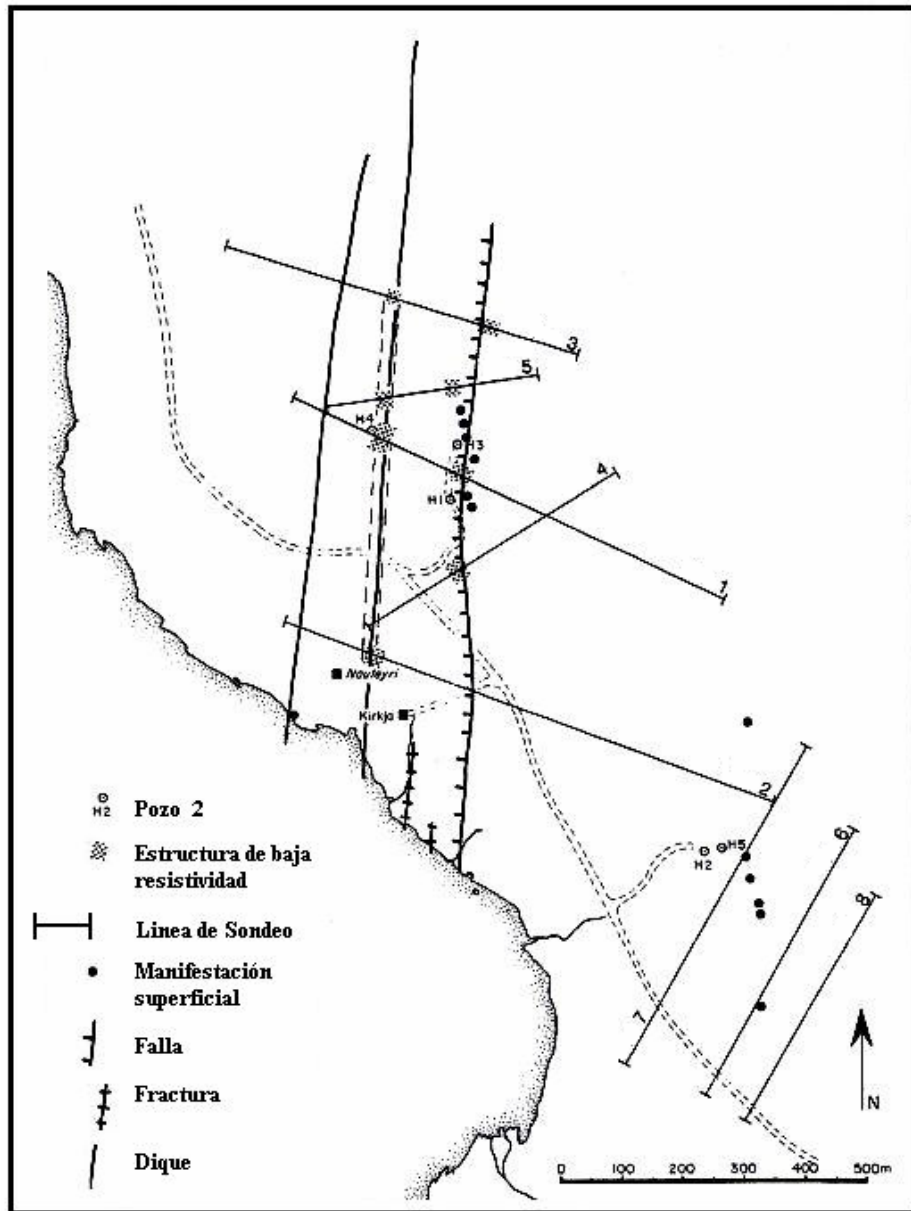 3
5
H4
H3
4
H1
1
Nauteyri
Kirkja
2
H2
H5
6
8
7
H2
Pozo 2
Estructura de baja
resistividad
Linea de Sondeo
Manifestación
superficial
Falla
Fractura
Dique
N
0 100 200 300 400 500m